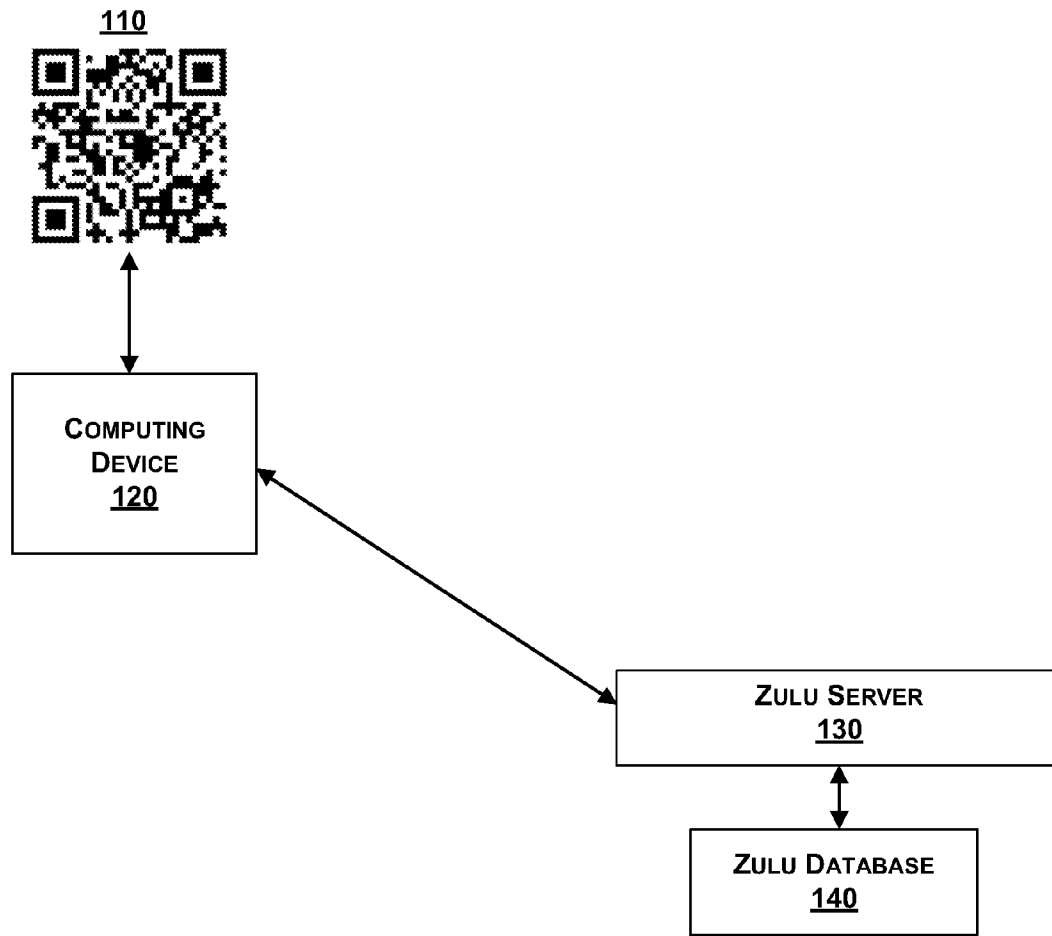 110
COMPUTING
DEVICE
120
ZULU SERVER
130
ZULU DATABASE
140